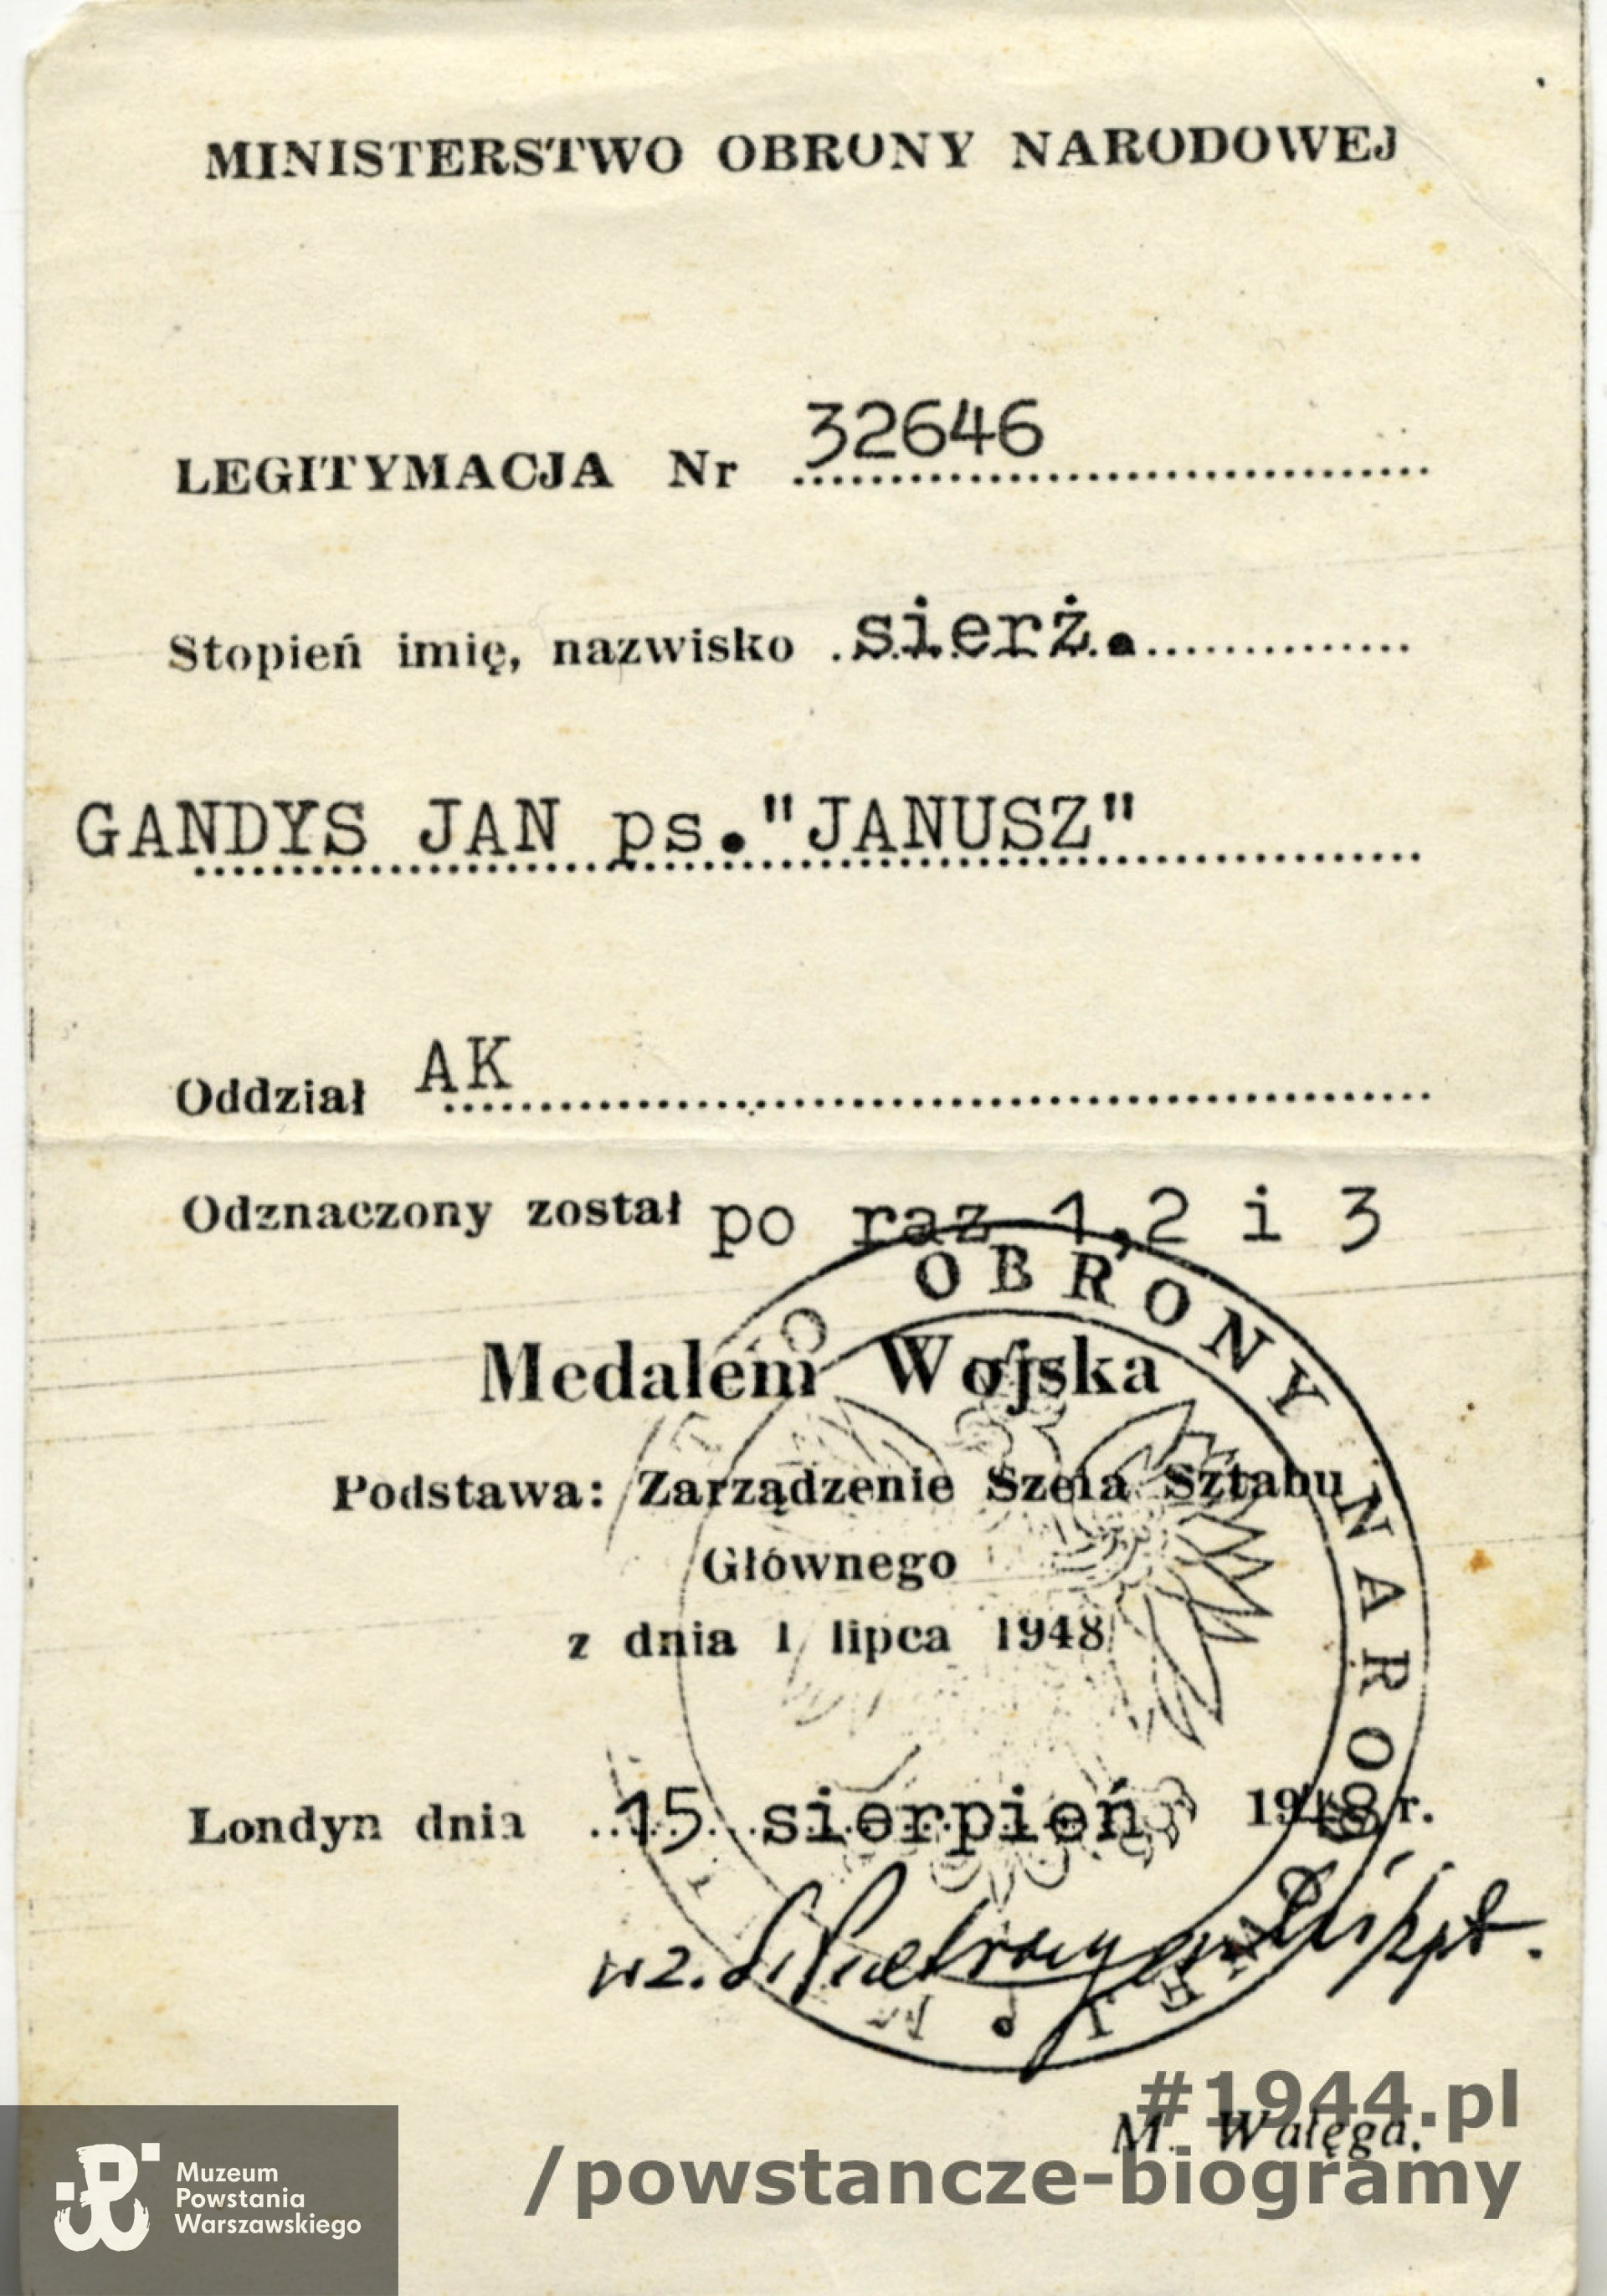 MINISTERSTWO OBRONY NARODOWEJ
LEGITYMACJA Nr 32646
Stopień imię, nazwisko sierż.
GANDYS JAN ps."JANUSZ"
Oddział AK
Odznaczony został po raz 1,2 i 3
Medalem Wojska
Podstawa: Zarządzenie Szefa Sztabu
Głównego
z dnia 1 lipca 1948
Londyn dnia 15 sierpień 1948 r.
wz.
M. Wałęga.
OBRONY NARODOWEJ
#1944.pl
/powstancze-biogramy
Muzeum
Powstania
Warszawskiego